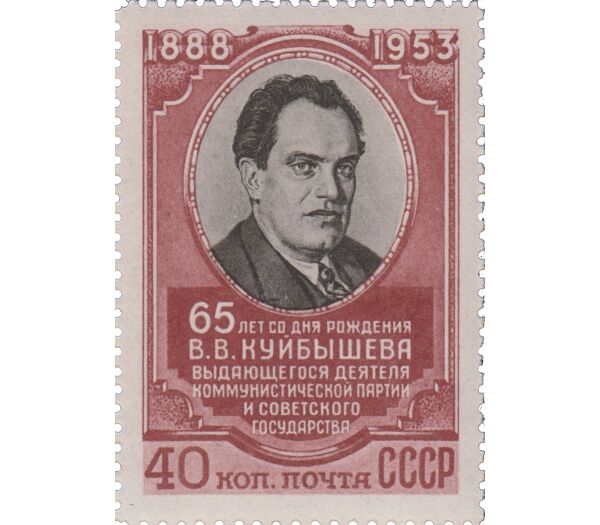 1888 1953
65 ЛЕТ СО ДНЯ РОЖДЕНИЯ
В.В.КУЙБЫШЕВА
ВЫДАЮЩЕГОСЯ ДЕЯТЕЛЯ
КОММУНИСТИЧЕСКОЙ ПАРТИИ
И СОВЕТСКОГО
ГОСУДАРСТВА
40 КОП. ПОЧТА СССР